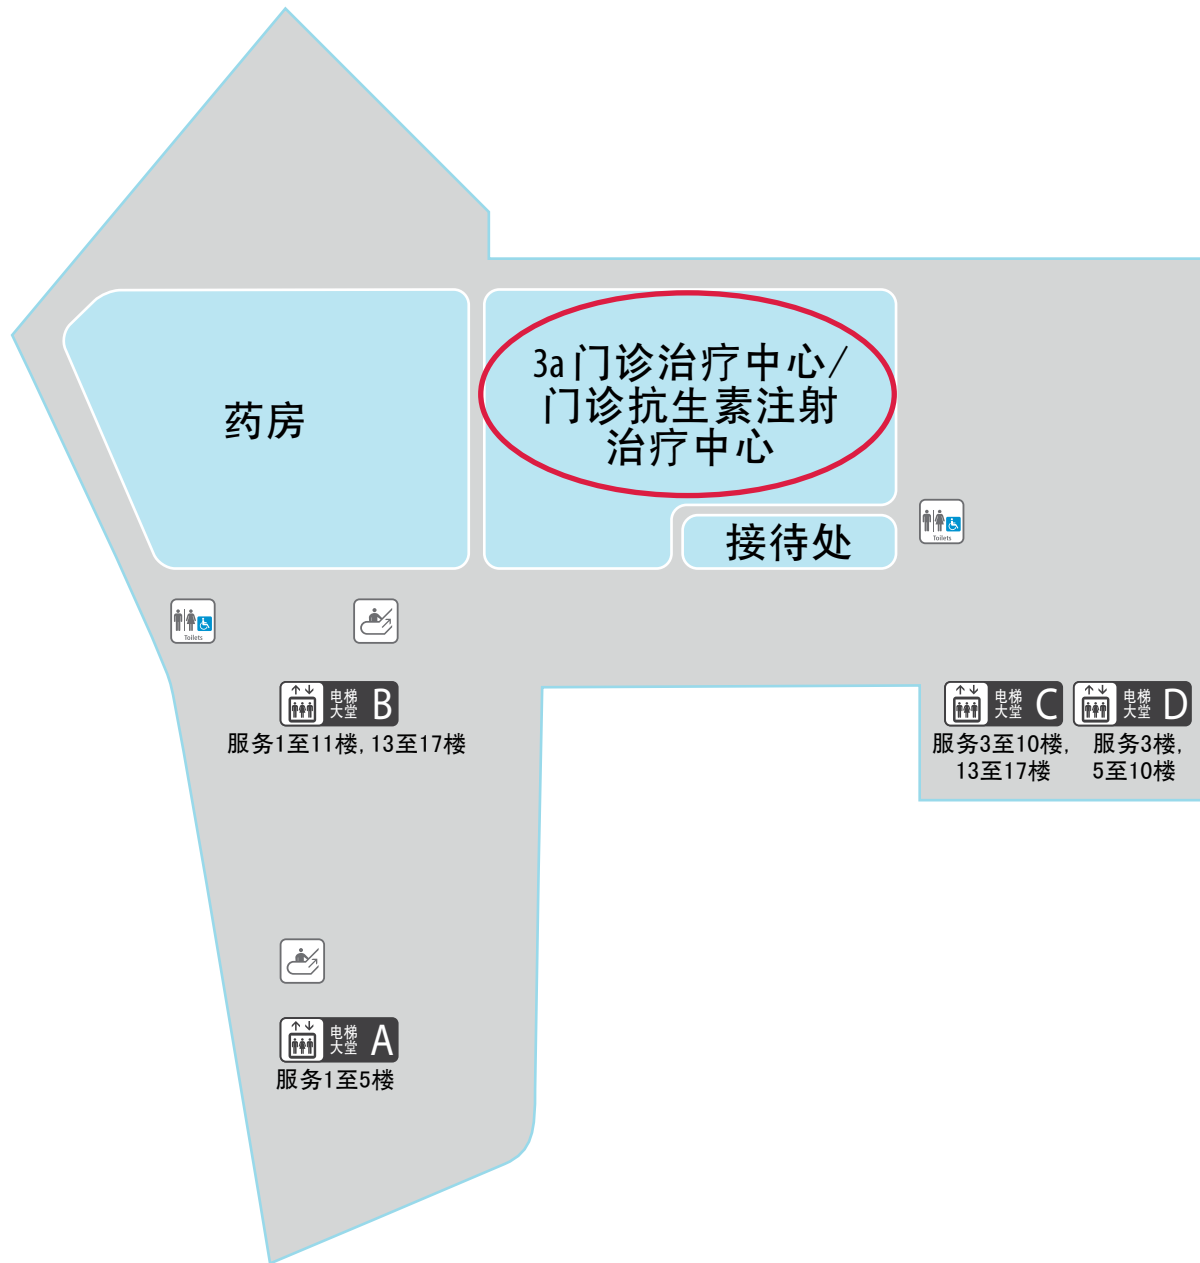 3a 门诊治疗中心/
门诊抗生素注射
治疗中心
药房
接待处
Toilets
Toilets
电梯
大堂 B
服务1至11楼, 13至17楼
电梯
大堂 C
服务3至10楼,
13至17楼
电梯
大堂 D
服务3楼,
5至10楼
电梯
大堂 A
服务1至5楼